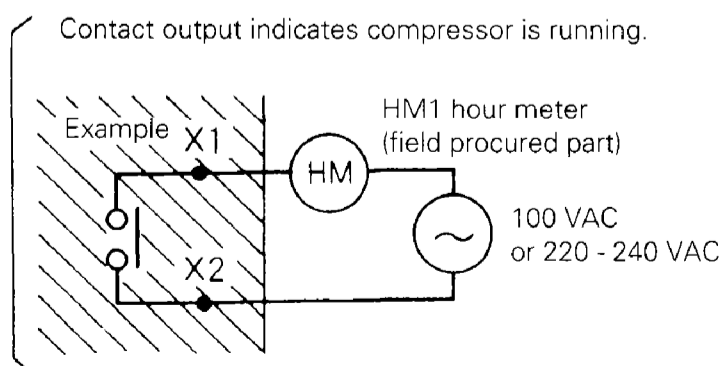 Contact output indicates compressor is running.
HM1 hour meter
(field procured part)
Example
X1
HM
100 VAC
or 220 - 240 VAC
X2